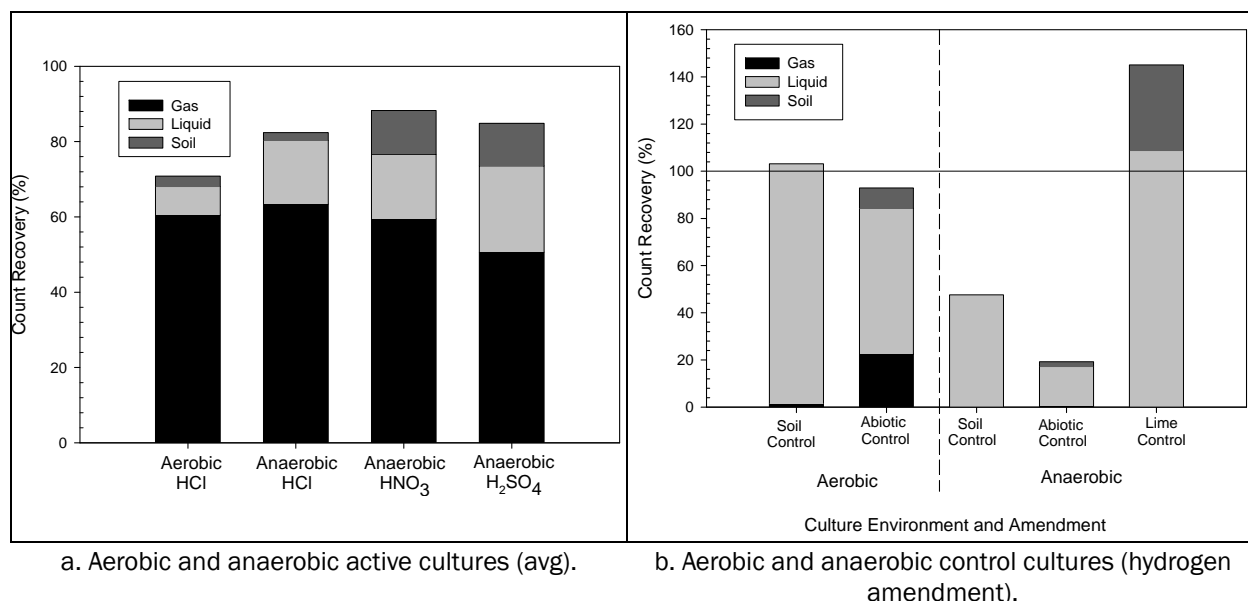 100
80
60
40
20
0
Count Recovery (%)
Gas
Liquid
Soil
Aerobic
HCl
Anaerobic
HCl
Anaerobic
HNO3
Anaerobic
H2SO4
160
140
120
100
80
60
40
20
0
Count Recovery (%)
Gas
Liquid
Soil
Soil
Control
Abiotic
Control
Soil
Control
Abiotic
Control
Lime
Control
Aerobic
Anaerobic
Culture Environment and Amendment
a. Aerobic and anaerobic active cultures (avg).
b. Aerobic and anaerobic control cultures (hydrogen
amendment).